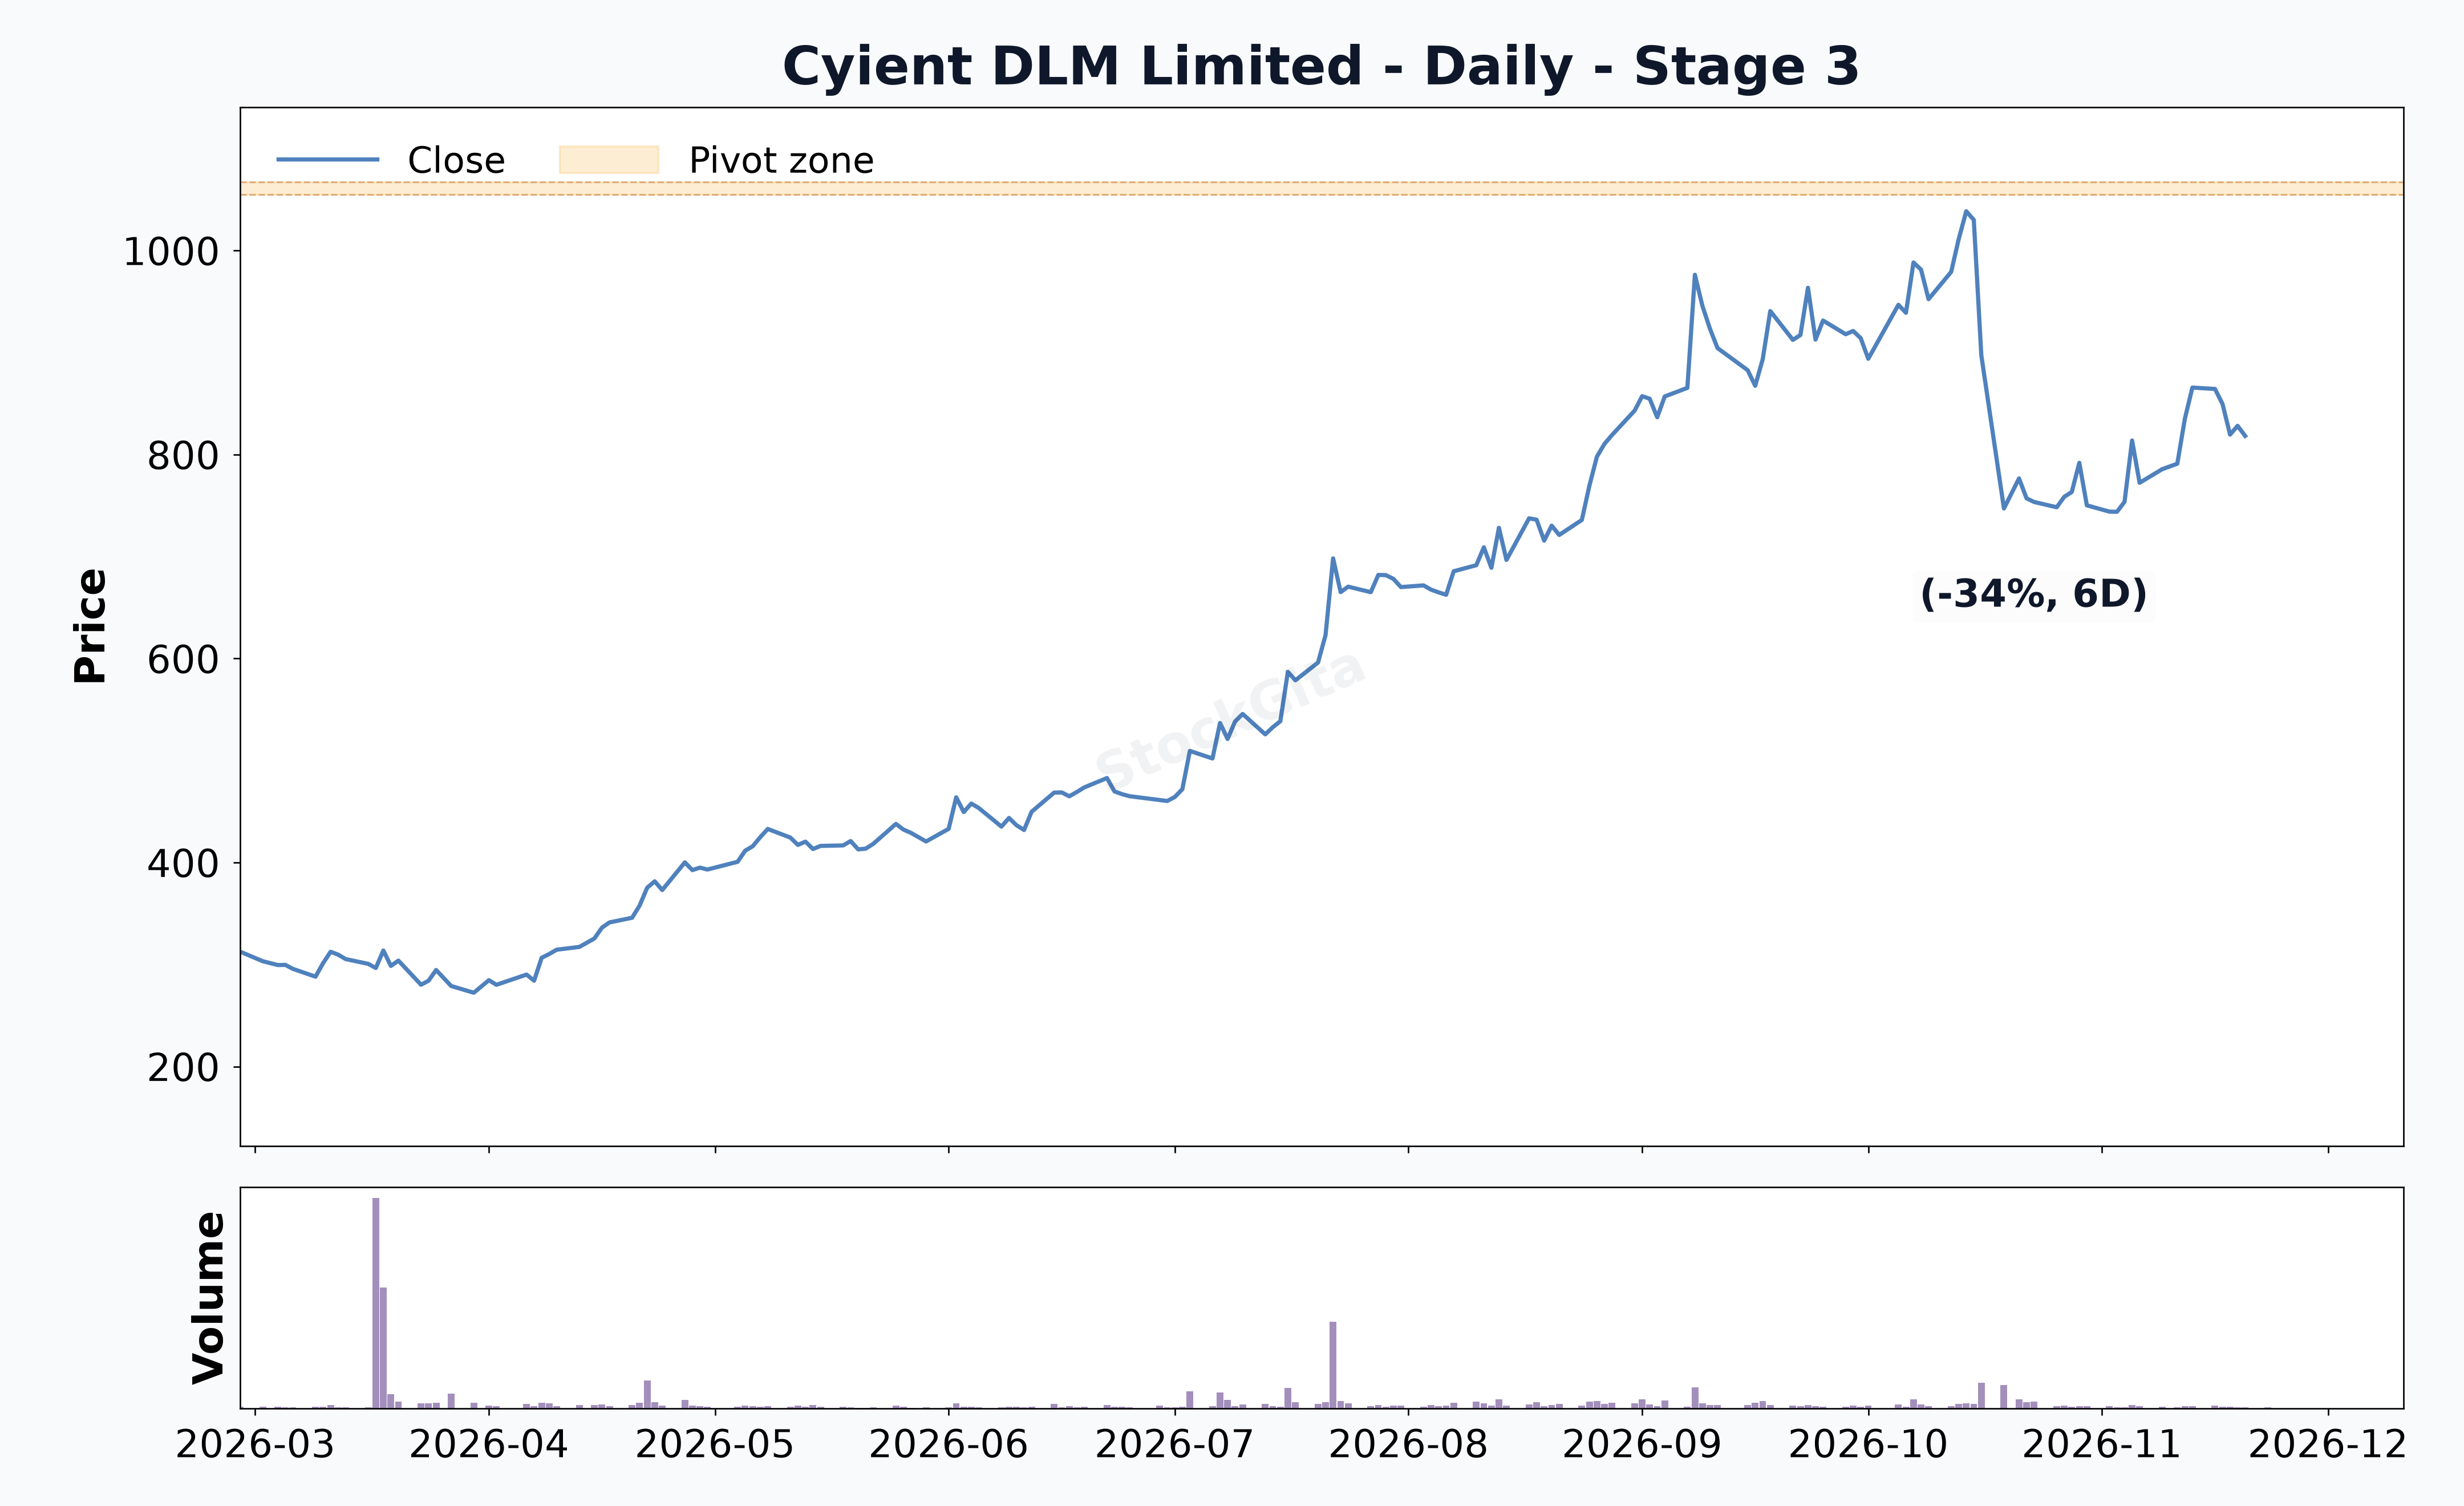 Cyient DLM Limited - Daily - Stage 3
Close
Pivot zone
1000
800
600
400
200
Price
(-34%, 6D)
StockGita
Volume
2026-03
2026-04
2026-05
2026-06
2026-07
2026-08
2026-09
2026-10
2026-11
2026-12